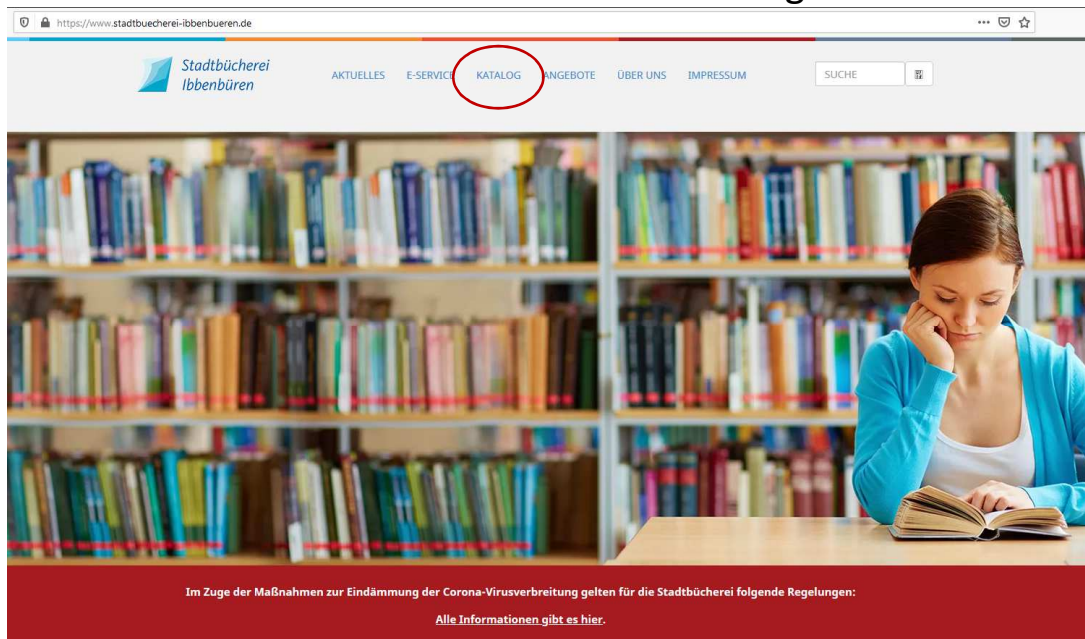 https://www.stadtbuecherei-ibbenbueren.de
Stadtbücherei
Ibbenbüren
AKTUELLES E-SERVICE KATALOG ANGEBOTE ÜBER UNS IMPRESSUM SUCHE
Im Zuge der Maßnahmen zur Eindämmung der Corona-Virusverbreitung gelten für die Stadtbücherei folgende Regelungen:
Alle Informationen gibt es hier.